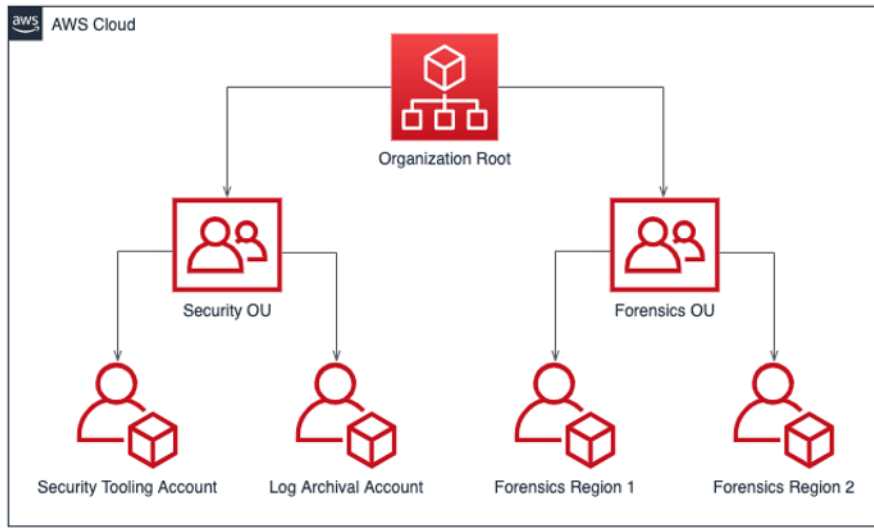 aws
AWS Cloud
Organization Root
Security OU
Forensics OU
Security Tooling Account
Log Archival Account
Forensics Region 1
Forensics Region 2